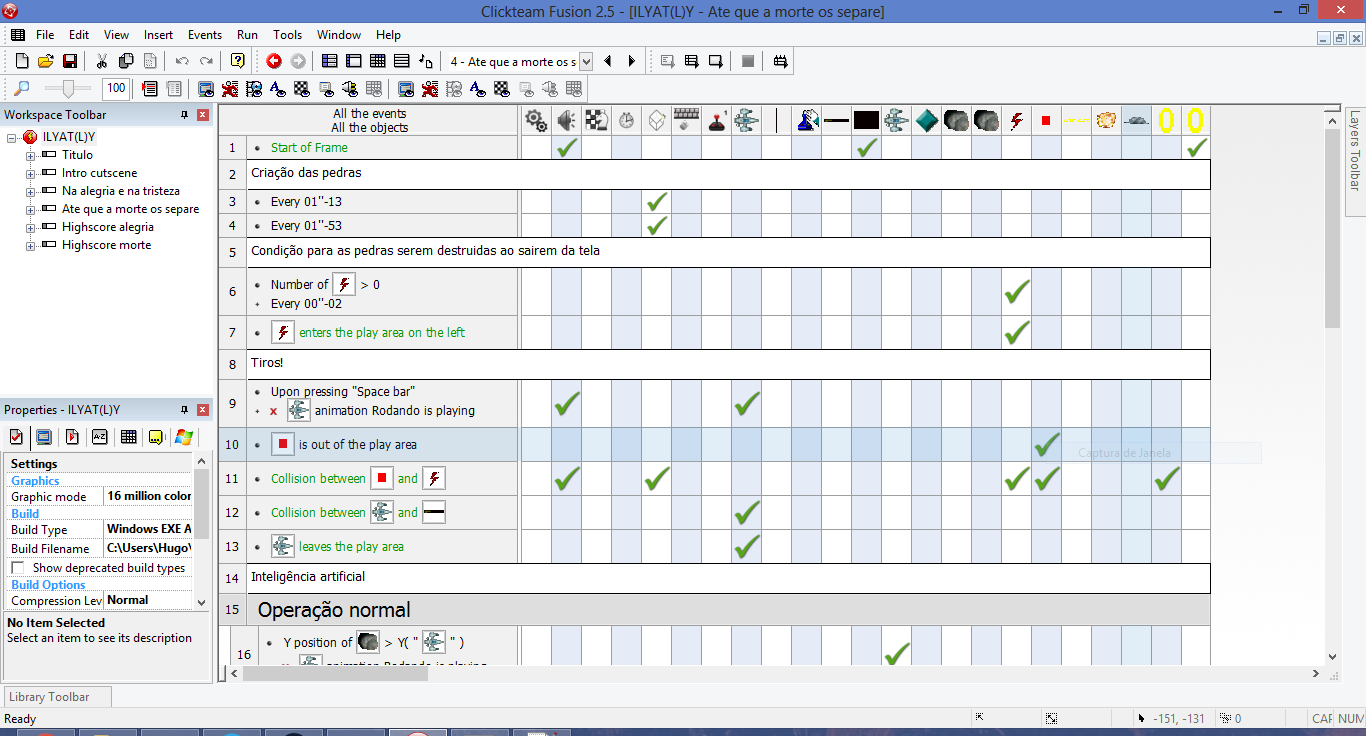 Clickteam Fusion 2.5 - [ILYAT(L)Y - Ate que a morte os separe]
File Edit View Insert Events Run Tools Window Help
4 - Ate que a morte os s
100
Workspace Toolbar
ILYAT(L)Y
Titulo
Intro cutscene
Na alegria e na tristeza
Ate que a morte os separe
Highscore alegria
Highscore morte
Properties - ILYAT(L)Y
Settings
Graphics
Graphic mode 16 million color
Build
Build Type Windows EXE A
Build Filename C:\Users\Hugo\
Show deprecated build types
Build Options
Compression Lev Normal
No Item Selected
Select an item to see its description
Library Toolbar
All the events
All the objects
1 Start of Frame
2 Criação das pedras
3 Every 01"-13
4 Every 01"-53
5 Condição para as pedras serem destruidas ao sairem da tela
6 Number of > 0
Every 00"-02
7 enters the play area on the left
8 Tiros!
9 Upon pressing "Space bar"
x animation Rodando is playing
10 is out of the play area
Captura de Janela
11 Collision between and
12 Collision between and
13 leaves the play area
14 Inteligência artificial
15 Operação normal
16 Y position of > Y( " " )
animation Rodando is playing
Layers Toolbar
Ready
-151, -131
0
CAP NUM